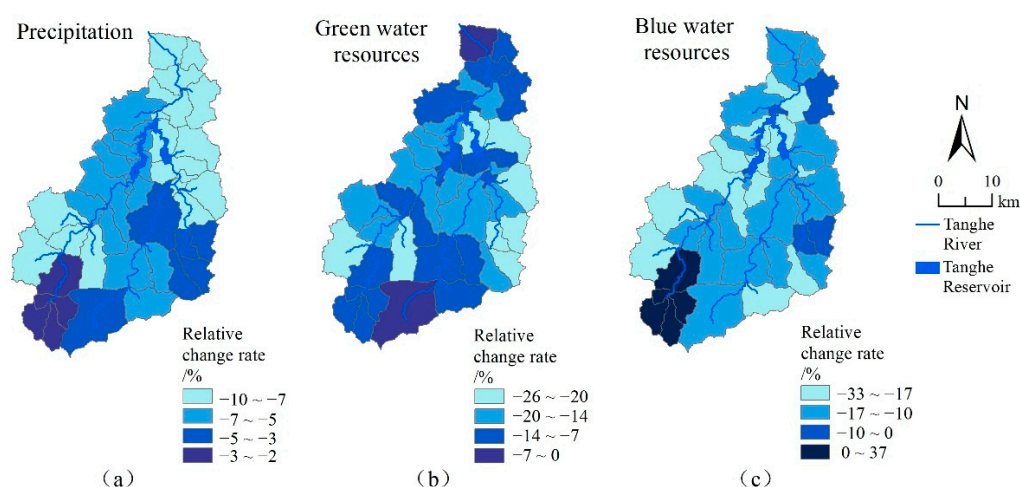 Precipitation
Relative
change rate
/%
−10 ~ −7
−7 ~ −5
−5 ~ −3
−3 ~ −2
(a)
Green water
resources
Relative
change rate
/%
−26 ~ −20
−20 ~ −14
−14 ~ −7
−7 ~ 0
(b)
Blue water
resources
Relative
change rate
/%
−33 ~ −17
−17 ~ −10
−10 ~ 0
0 ~ 37
(c)
N
0 10
km
Tanghe
River
Tanghe
Reservoir